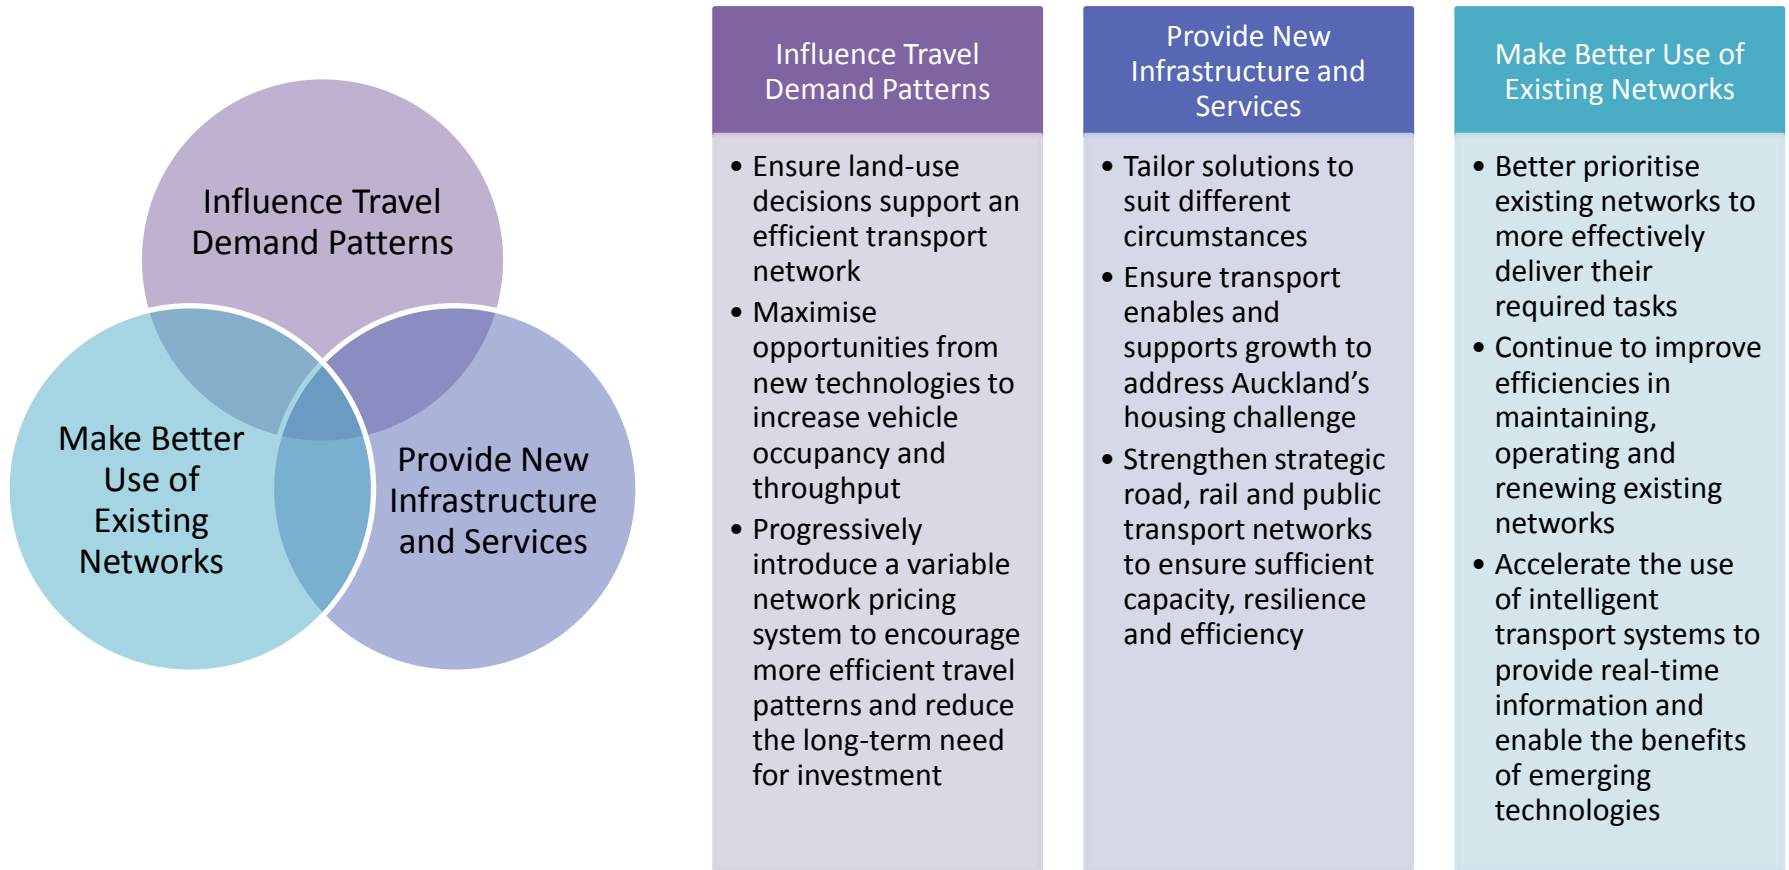 Influence Travel
Demand Patterns
Make Better
Use of
Existing
Networks
Provide New
Infrastructure
and Services
Influence Travel
Demand Patterns
• Ensure land-use
decisions support an
efficient transport
network
• Maximise
opportunities from
new technologies to
increase vehicle
occupancy and
throughput
• Progressively
introduce a variable
network pricing
system to encourage
more efficient travel
patterns and reduce
the long-term need
for investment
Provide New
Infrastructure and
Services
• Tailor solutions to
suit different
circumstances
• Ensure transport
enables and
supports growth to
address Auckland’s
housing challenge
• Strengthen strategic
road, rail and public
transport networks
to ensure sufficient
capacity, resilience
and efficiency
Make Better Use of
Existing Networks
• Better prioritise
existing networks to
more effectively
deliver their
required tasks
• Continue to improve
efficiencies in
maintaining,
operating and
renewing existing
networks
• Accelerate the use
of intelligent
transport systems to
provide real-time
information and
enable the benefits
of emerging
technologies